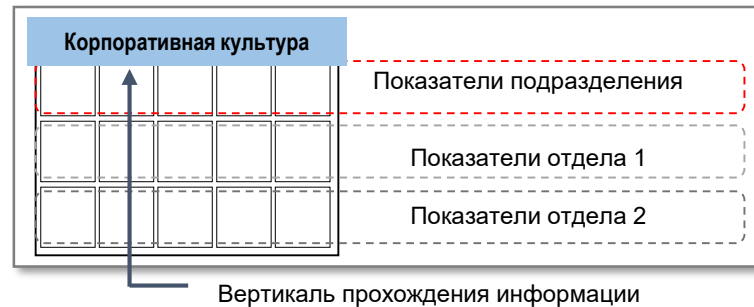 Корпоративная культура
Показатели подразделения
Показатели отдела 1
Показатели отдела 2
Вертикаль прохождения информации